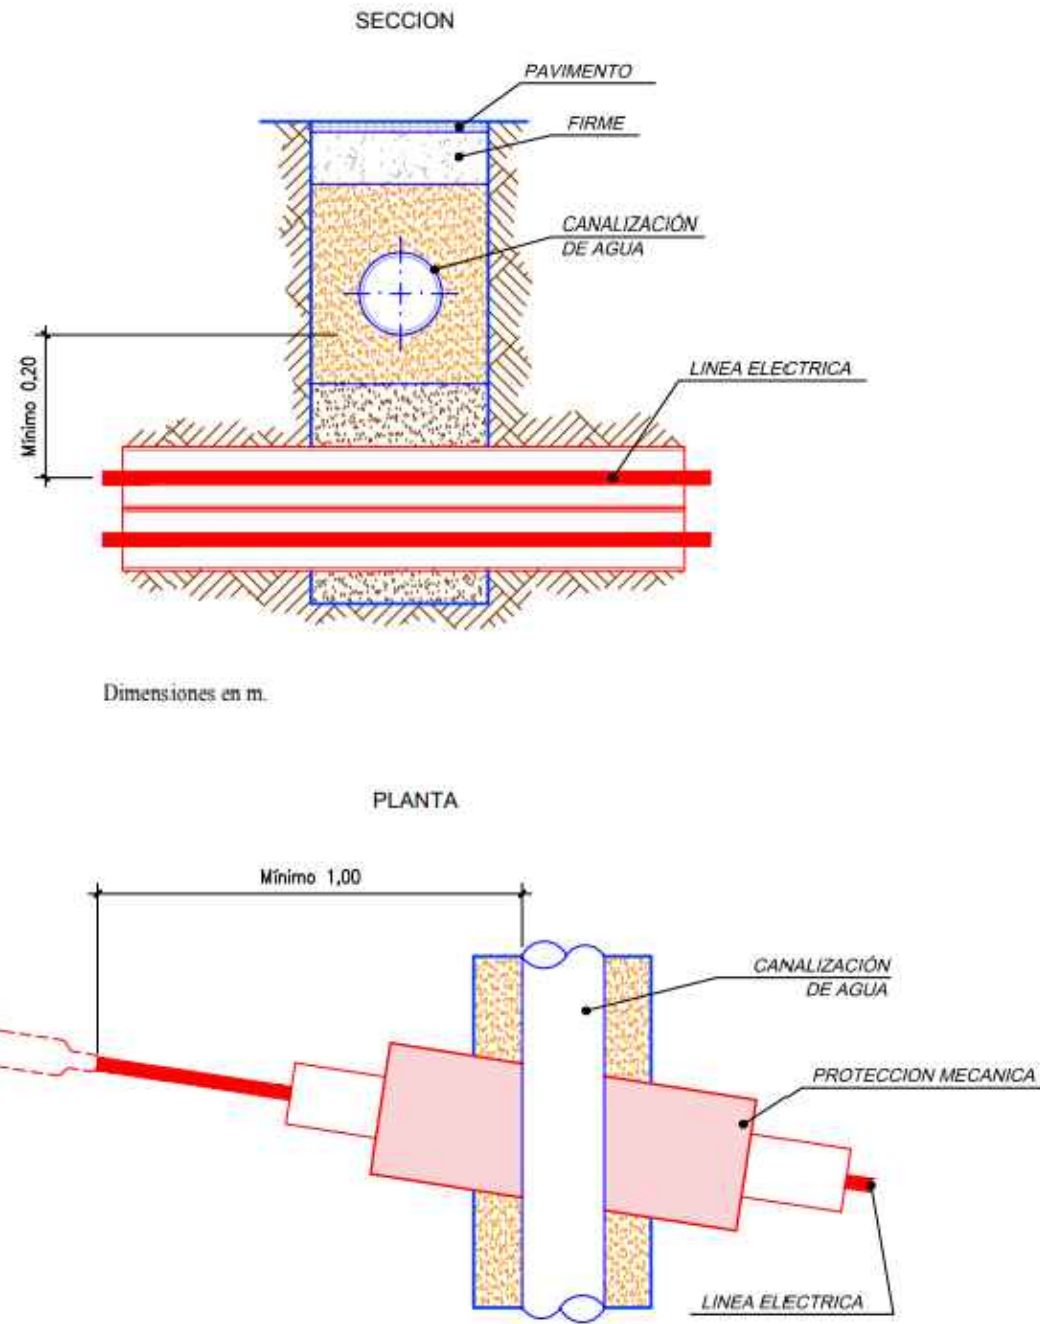 SECCION
PAVIMENTO
FIRME
CANALIZACIÓN
DE AGUA
Mínimo 0,20
LINEA ELECTRICA
Dimensiones en m.
PLANTA
Mínimo 1,00
CANALIZACIÓN
DE AGUA
PROTECCION MECANICA
LINEA ELECTRICA